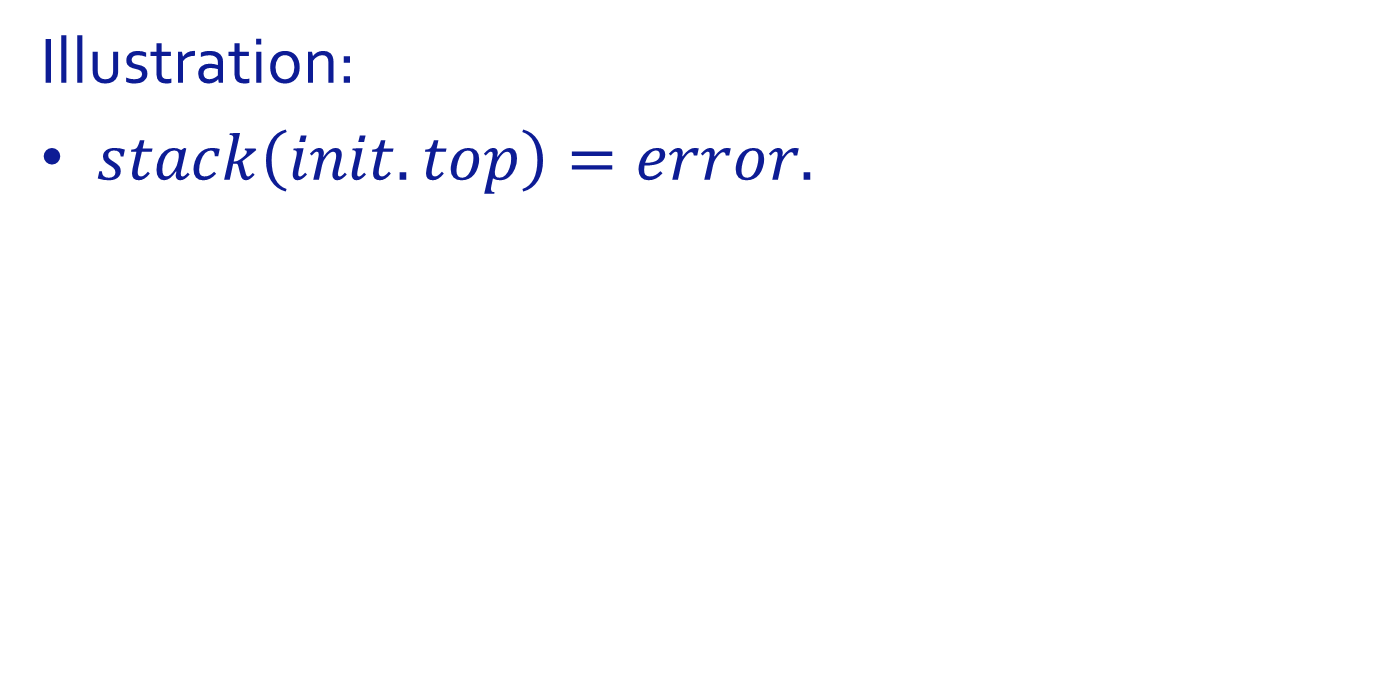 Illustration:
• stack(init.top) = error.